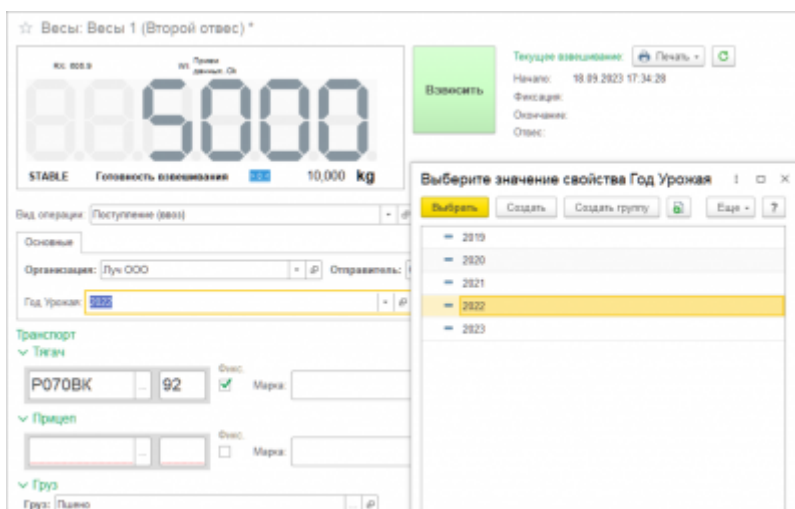 Весы: Весы 1 (Второй отвес) *
5000
STABLE Готовность взвешивания 10,000 kg
Взвесить
Текущее взвешивание: Печать
Начало: 18.09.2023 17:34:28
Фиксация:
Окончание:
Отвес:
Вид операции: Поступление (ввоз)
Основные
Организация: Луч ООО Отправитель:
Год Урожая: 2022
Транспорт
Тягач
Фикс.
Р070ВК ... 92 Марка:
Прицеп
Фикс.
... Марка:
Груз
Груз: Пшено ...
Выберите значение свойства Год Урожая
Выбрать Создать Создать группу Еще ?
2019
2020
2021
2022
2023